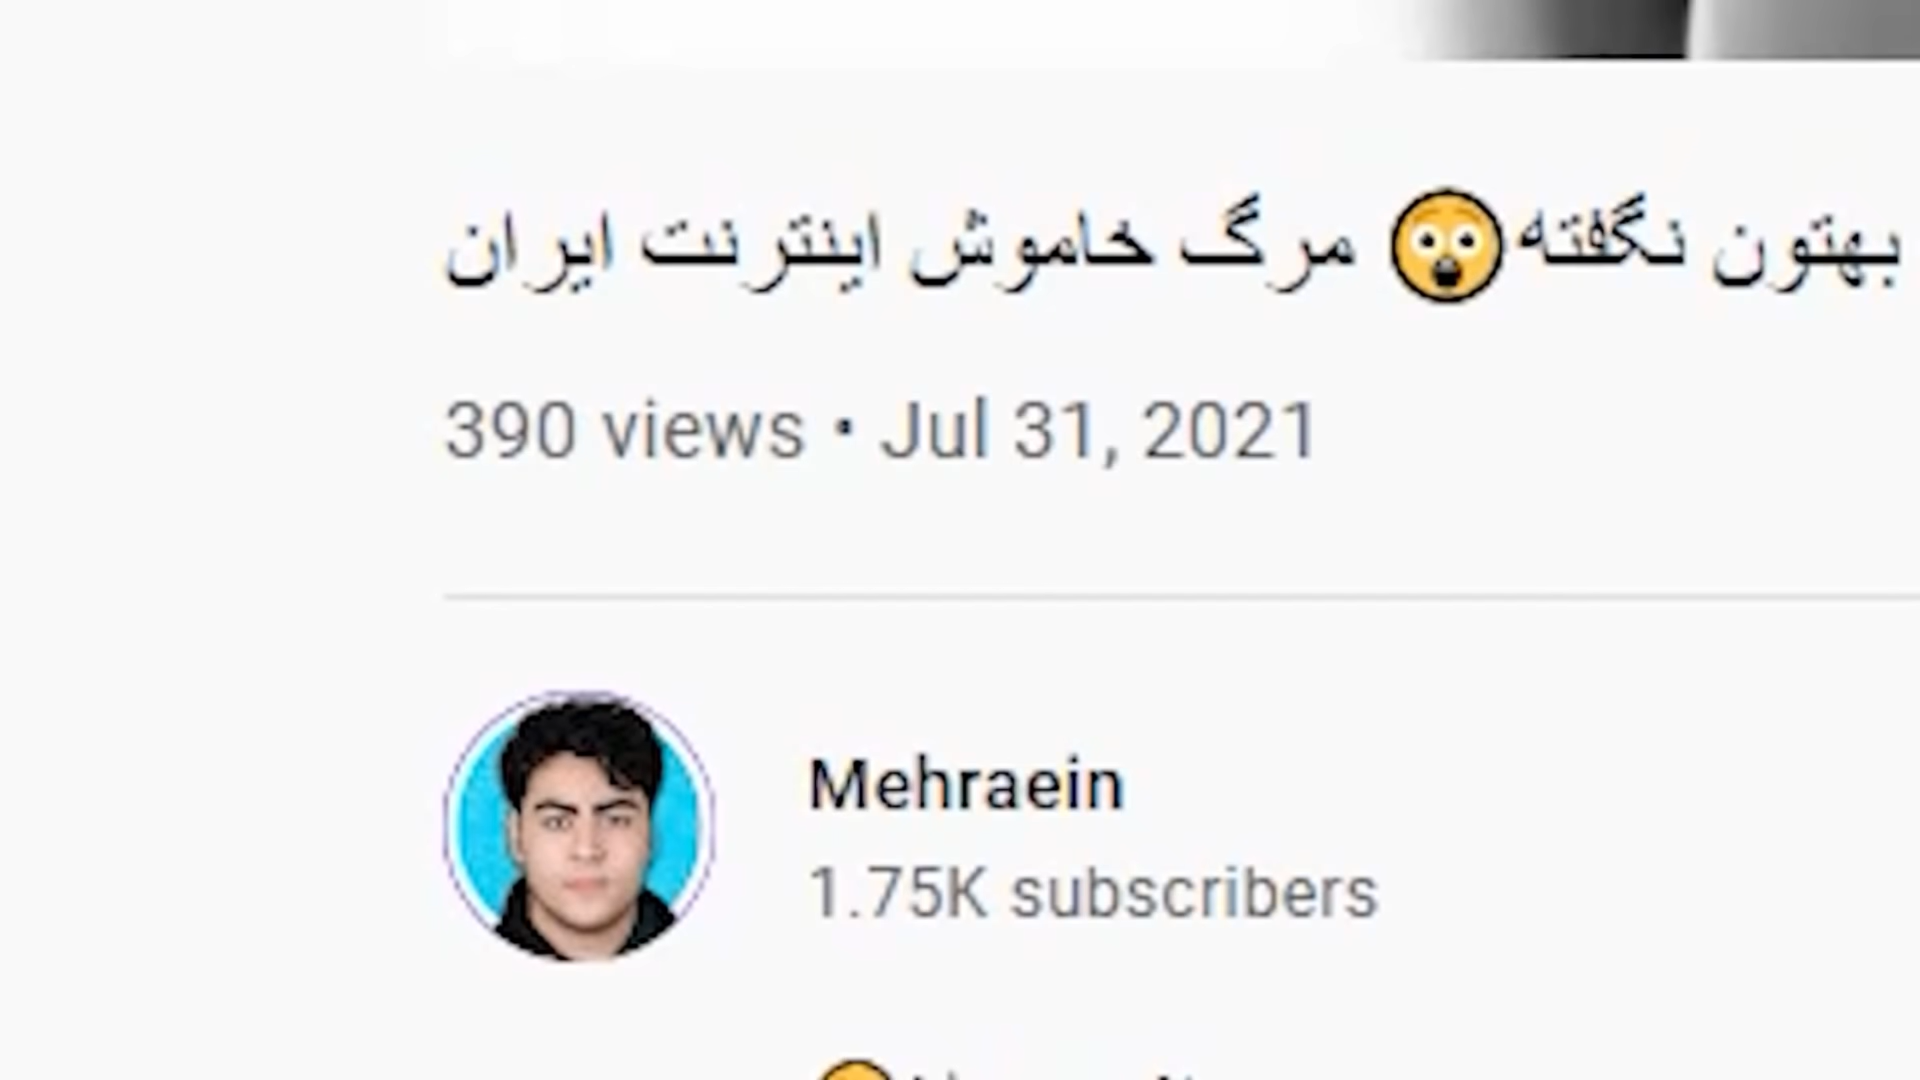 بهتون نگفته😲 مرگ خاموش اینترنت ایران
390 views • Jul 31, 2021
Mehraein
1.75K subscribers